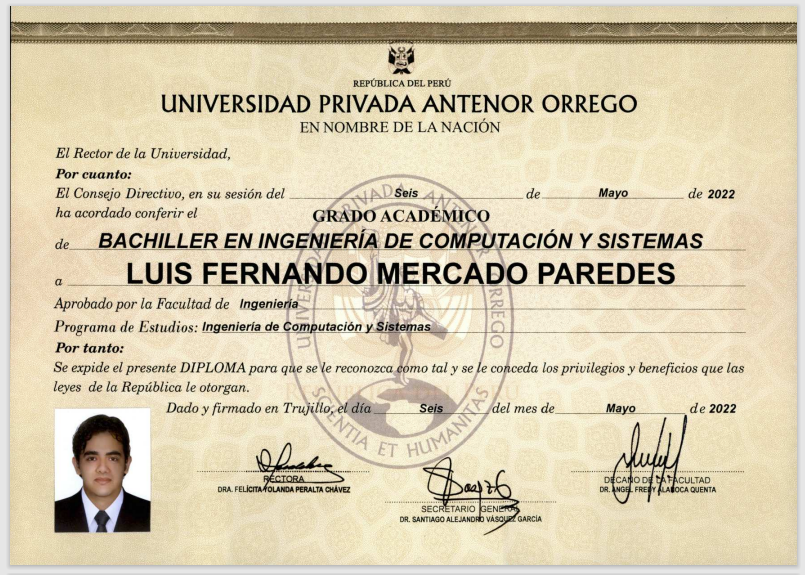 REPÚBLICA DEL PERÚ
UNIVERSIDAD PRIVADA ANTENOR ORREGO
EN NOMBRE DE LA NACIÓN
El Rector de la Universidad,
Por cuanto:
El Consejo Directivo, en su sesión del Seis de Mayo de 2022
ha acordado conferir el GRADO ACADÉMICO
de BACHILLER EN INGENIERÍA DE COMPUTACIÓN Y SISTEMAS
a LUIS FERNANDO MERCADO PAREDES
Aprobado por la Facultad de Ingeniería
Programa de Estudios: Ingeniería de Computación y Sistemas
Por tanto:
Se expide el presente DIPLOMA para que se le reconozca como tal y se le conceda los privilegios y beneficios que las
leyes de la República le otorgan.
Dado y firmado en Trujillo, el día Seis del mes de Mayo de 2022
UNIVERSIDAD PRIVADA ANTENOR ORREGO
SCIENTIA ET HUMANITAS
RECTORA
DRA. FELÍCITA YOLANDA PERALTA CHÁVEZ
SECRETARIO GENERAL
DR. SANTIAGO ALEJANDRO VÁSQUEZ GARCÍA
DECANO DE LA FACULTAD
DR. ANGEL FREDY ALANOCA QUENTA